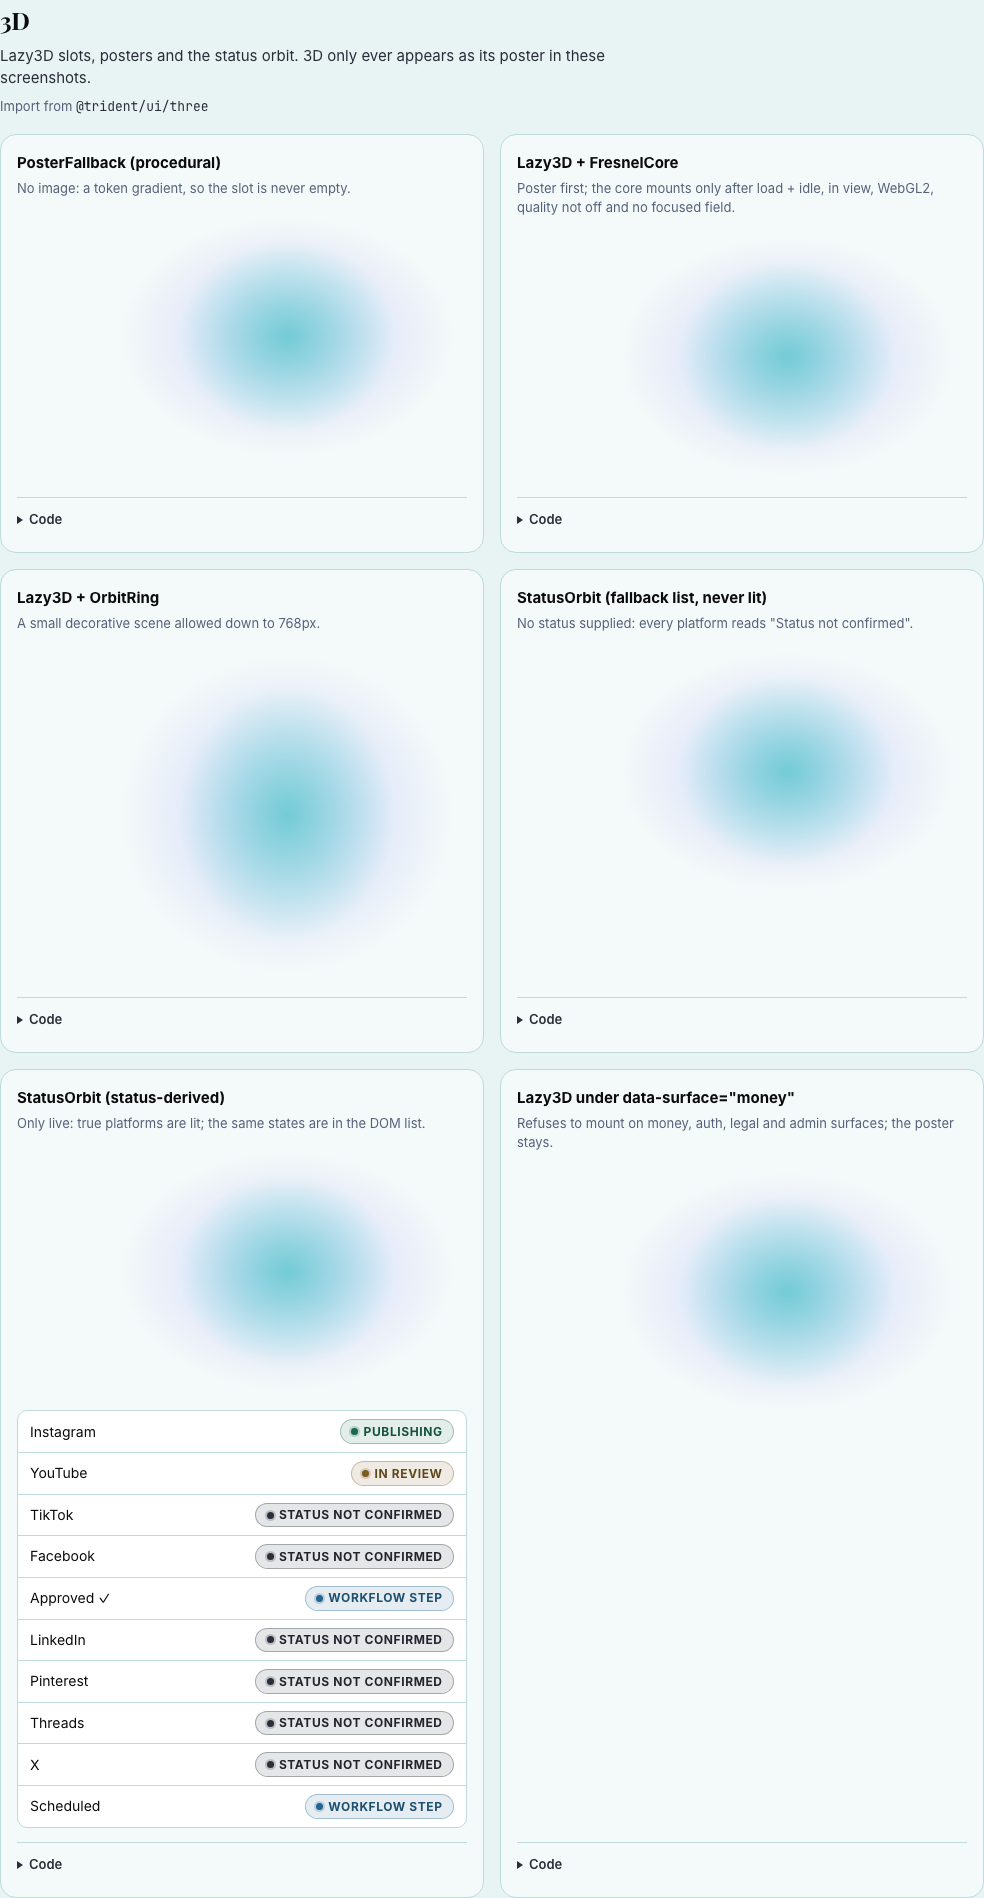 3D
Lazy3D slots, posters and the status orbit. 3D only ever appears as its poster in these
screenshots.
Import from @trident/ui/three
PosterFallback (procedural)
No image: a token gradient, so the slot is never empty.
Code
Lazy3D + FresnelCore
Poster first; the core mounts only after load + idle, in view, WebGL2,
quality not off and no focused field.
Code
Lazy3D + OrbitRing
A small decorative scene allowed down to 768px.
Code
StatusOrbit (fallback list, never lit)
No status supplied: every platform reads "Status not confirmed".
Code
StatusOrbit (status-derived)
Only live: true platforms are lit; the same states are in the DOM list.
Instagram PUBLISHING
YouTube IN REVIEW
TikTok STATUS NOT CONFIRMED
Facebook STATUS NOT CONFIRMED
Approved ✓ WORKFLOW STEP
LinkedIn STATUS NOT CONFIRMED
Pinterest STATUS NOT CONFIRMED
Threads STATUS NOT CONFIRMED
X STATUS NOT CONFIRMED
Scheduled WORKFLOW STEP
Code
Lazy3D under data-surface="money"
Refuses to mount on money, auth, legal and admin surfaces; the poster
stays.
Code